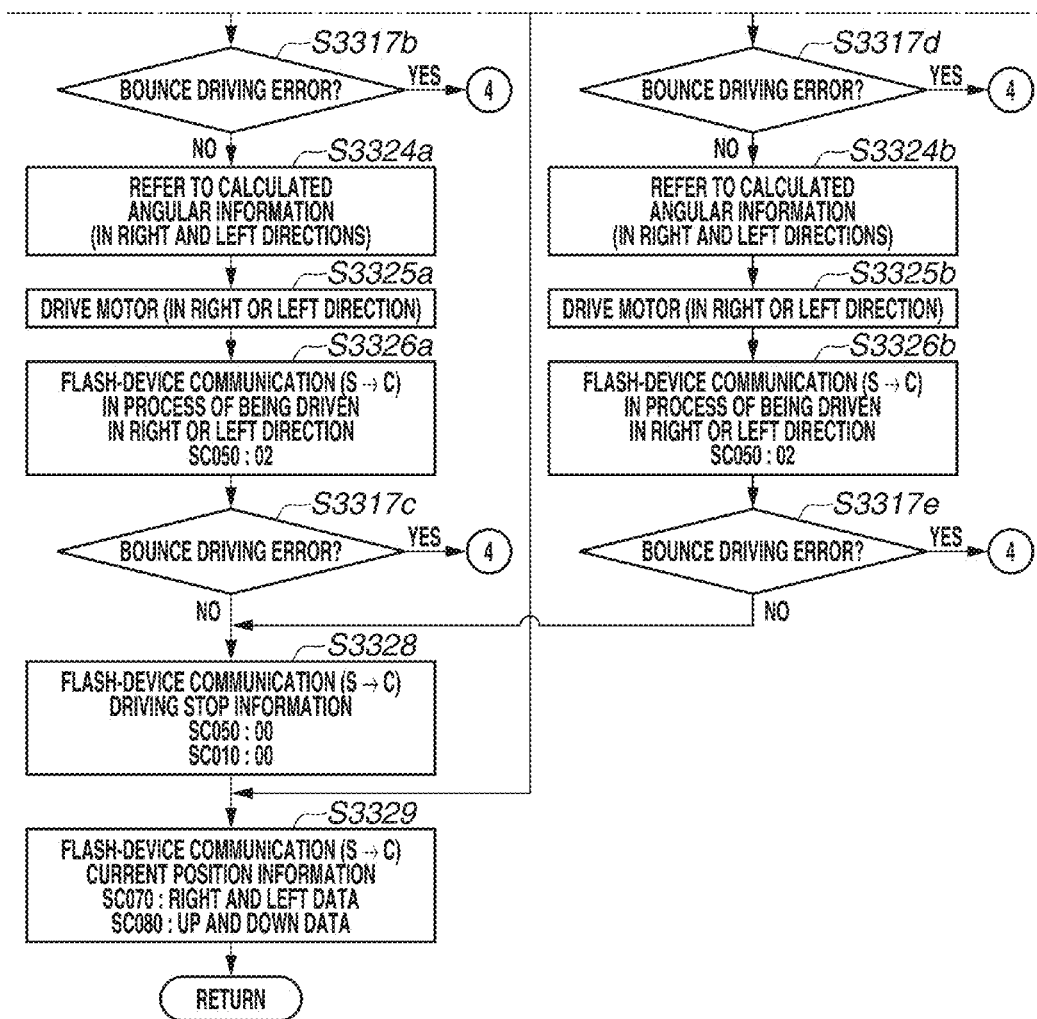 S3317b
BOUNCE DRIVING ERROR?
YES
4
NO
S3324a
REFER TO CALCULATED
ANGULAR INFORMATION
(IN RIGHT AND LEFT DIRECTIONS)
S3325a
DRIVE MOTOR (IN RIGHT OR LEFT DIRECTION)
S3326a
FLASH-DEVICE COMMUNICATION (S → C)
IN PROCESS OF BEING DRIVEN
IN RIGHT OR LEFT DIRECTION
SC050 : 02
S3317c
BOUNCE DRIVING ERROR?
YES
4
NO
S3317d
BOUNCE DRIVING ERROR?
YES
4
NO
S3324b
REFER TO CALCULATED
ANGULAR INFORMATION
(IN RIGHT AND LEFT DIRECTIONS)
S3325b
DRIVE MOTOR (IN RIGHT OR LEFT DIRECTION)
S3326b
FLASH-DEVICE COMMUNICATION (S → C)
IN PROCESS OF BEING DRIVEN
IN RIGHT OR LEFT DIRECTION
SC050 : 02
S3317e
BOUNCE DRIVING ERROR?
YES
4
NO
S3328
FLASH-DEVICE COMMUNICATION (S → C)
DRIVING STOP INFORMATION
SC050 : 00
SC010 : 00
S3329
FLASH-DEVICE COMMUNICATION (S → C)
CURRENT POSITION INFORMATION
SC070 : RIGHT AND LEFT DATA
SC080 : UP AND DOWN DATA
RETURN